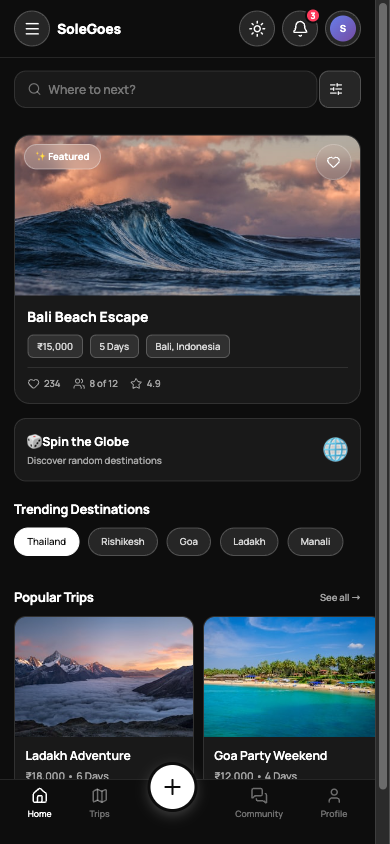 SoleGoes
3
S
Where to next?
✨ Featured
Bali Beach Escape
₹15,000
5 Days
Bali, Indonesia
234
8 of 12
4.9
🎲Spin the Globe
Discover random destinations
Trending Destinations
Thailand
Rishikesh
Goa
Ladakh
Manali
Popular Trips
See all →
Ladakh Adventure
Goa Party Weekend
₹18,000 • 6 Days
₹12,000 • 4 Days
Home
Trips
Community
Profile